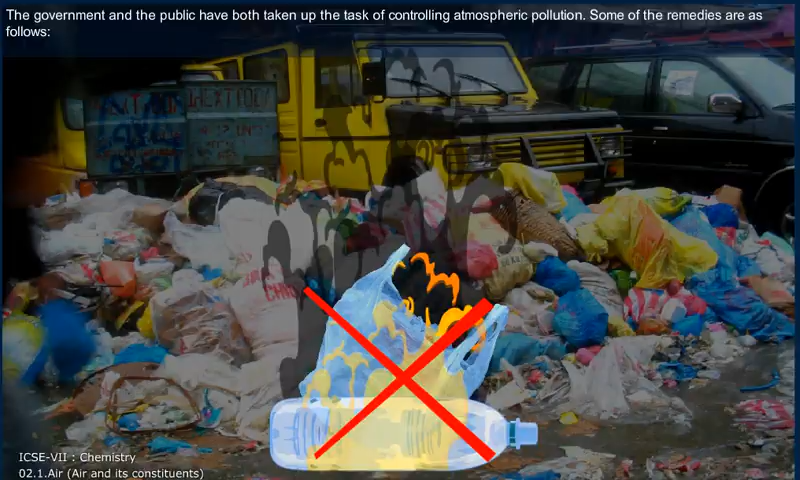 The government and the public have both taken up the task of controlling atmospheric pollution. Some of the remedies are as
follows:
ICSE-VII : Chemistry
02.1.Air (Air and its constituents)